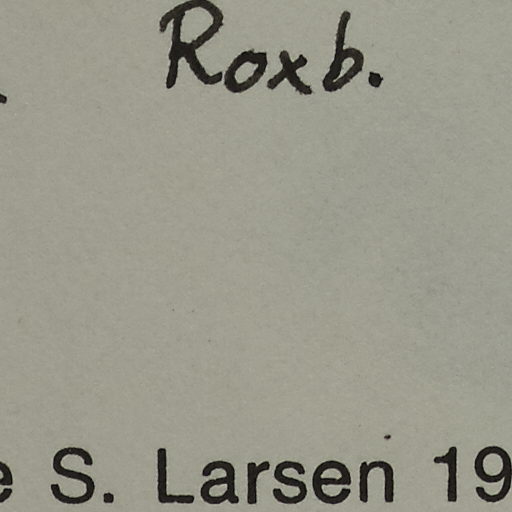 Roxb.
S. Larsen 19